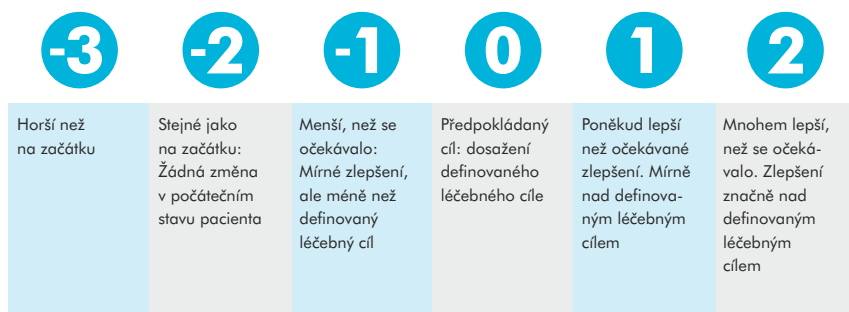 -3
-2
-1
0
1
2
Horší než
na začátku
Stejné jako
na začátku:
Žádná změna
v počátečním
stavu pacienta
Menší, než se
očekávalo:
Mírné zlepšení,
ale méně než
definovaný
léčebný cíl
Předpokládaný
cíl: dosažení
definovaného
léčebného cíle
Poněkud lepší
než očekávané
zlepšení. Mírně
nad definova-
ným léčebným
cílem
Mnohem lepší,
než se očeká-
valo. Zlepšení
značně nad
definovaným
léčebným
cílem